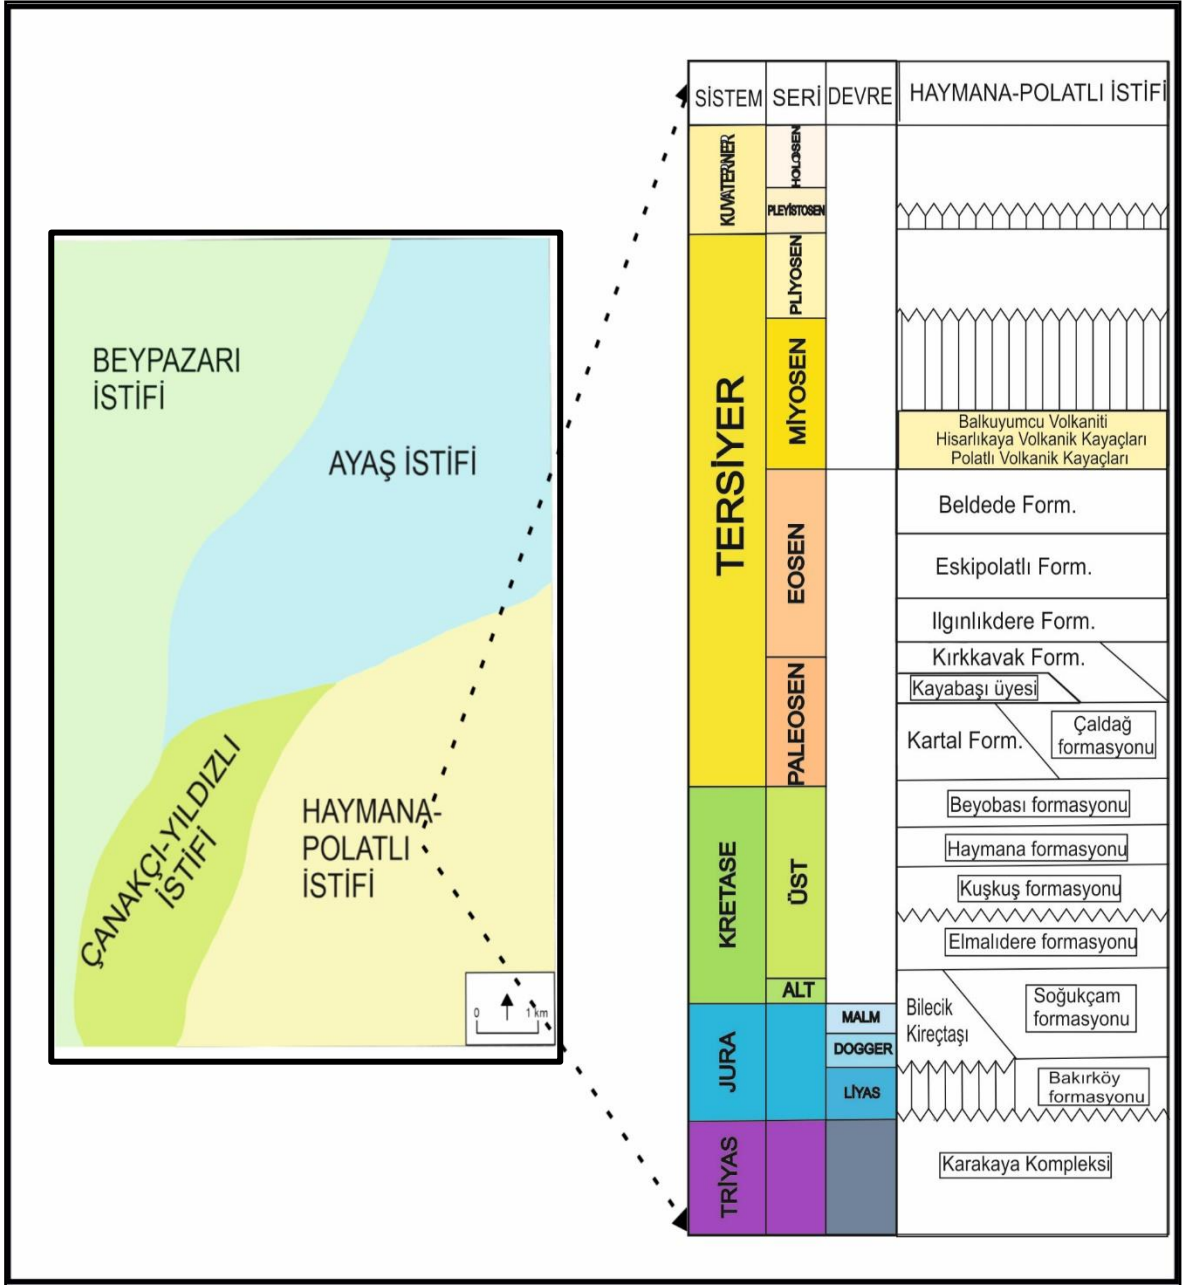 BEYPAZARI
İSTİFİ
AYAŞ İSTİFİ
ÇANAKÇI-YILDIZLI
İSTİFİ
HAYMANA-
POLATLI
İSTİFİ
0 1 km
SİSTEM SERİ DEVRE HAYMANA-POLATLI İSTİFİ
KUVATERNER
HOLOSEN
PLEYİSTOSEN
TERSİYER
PLİYOSEN
MİYOSEN
Balkuyumcu Volkaniti
Hisarlıkaya Volkanik Kayaçları
Polatlı Volkanik Kayaçları
EOSEN
Beldede Form.
Eskipolatlı Form.
Ilgınlıkdere Form.
PALEOSEN
Kırkkavak Form.
Kayabaşı üyesi
Kartal Form.
Çaldağ
formasyonu
KRETASE
ÜST
Beyobası formasyonu
Haymana formasyonu
Kuşkuş formasyonu
Elmalıdere formasyonu
ALT
Bilecik
Kireçtaşı
Soğukçam
formasyonu
JURA
MALM
DOGGER
LİYAS
Bakırköy
formasyonu
TRİYAS
Karakaya Kompleksi